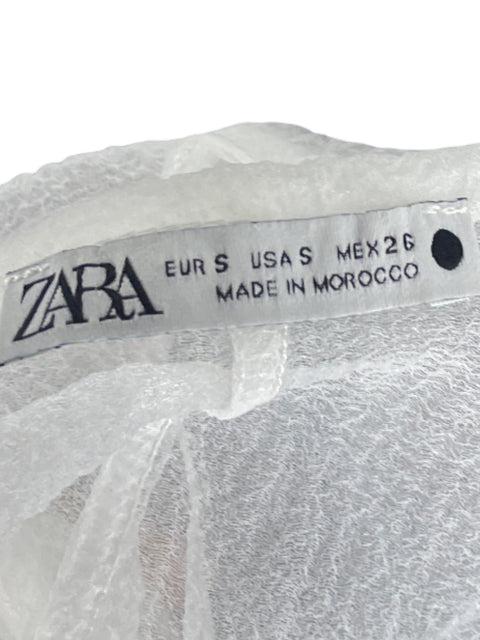 ZARA
EUR S USA S MEX 26
MADE IN MOROCCO